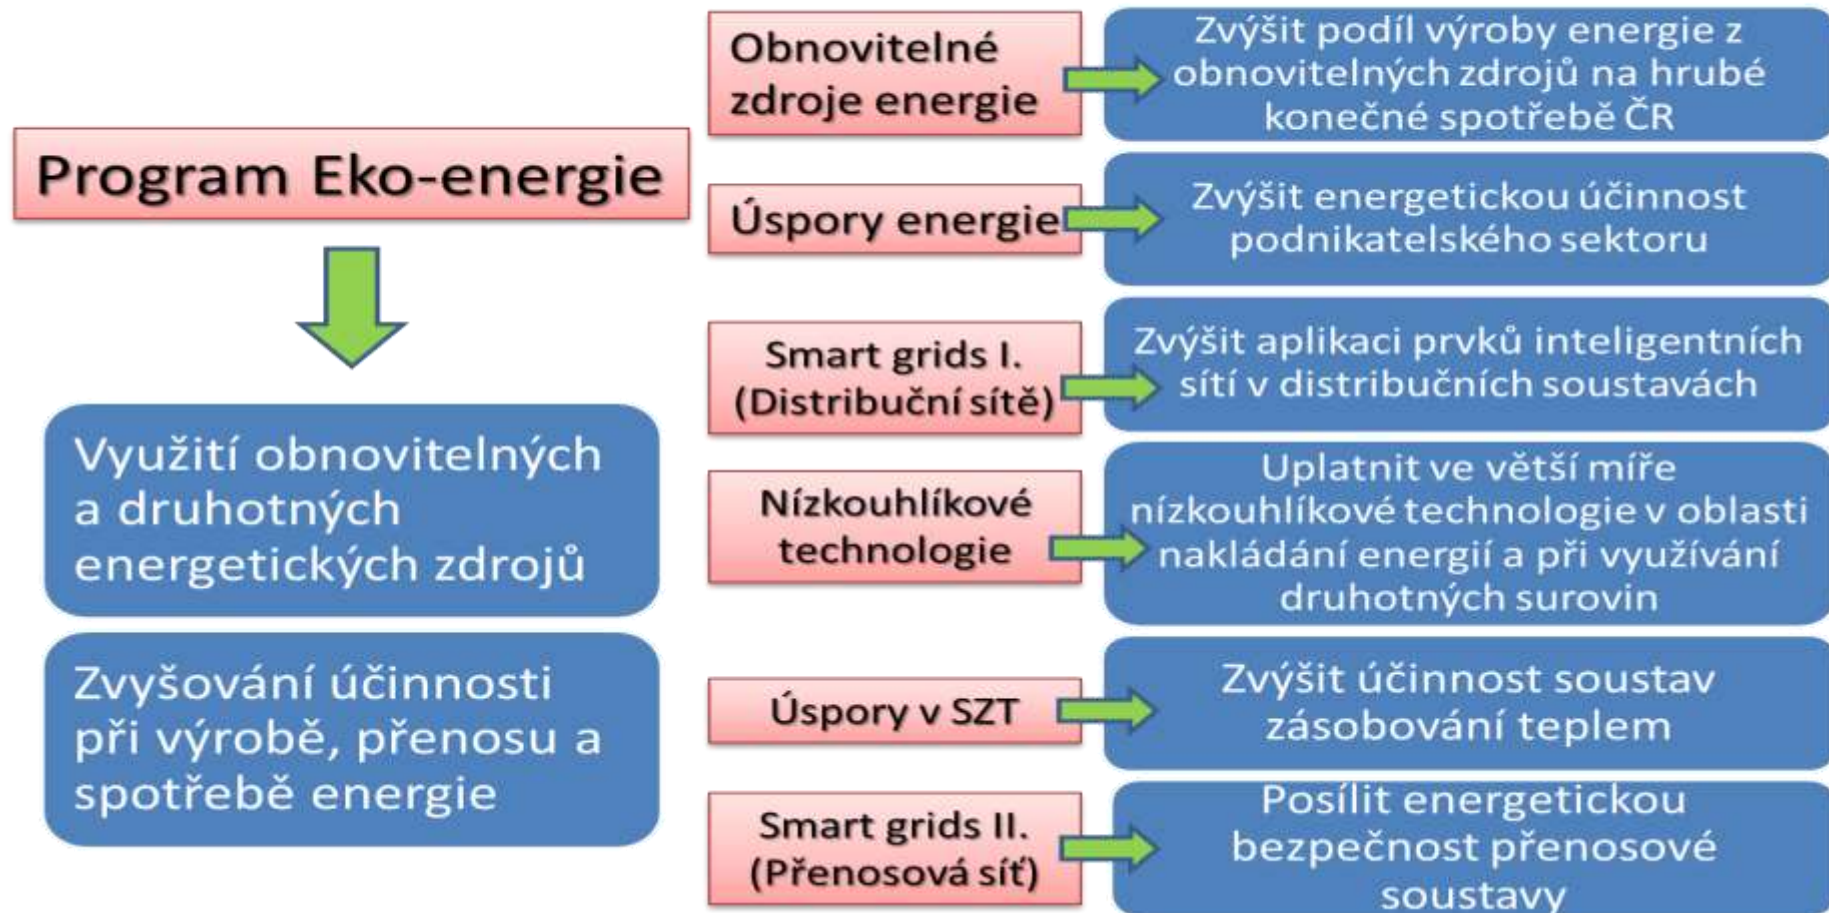 Program Eko-energie
Využití obnovitelných
a druhotných
energetických zdrojů
Zvyšování účinnosti
při výrobě, přenosu a
spotřebě energie
Obnovitelné
zdroje energie
Zvýšit podíl výroby energie z
obnovitelných zdrojů na hrubé
konečné spotřebě ČR
Úspory energie
Zvýšit energetickou účinnost
podnikatelského sektoru
Smart grids I.
(Distribuční sítě)
Zvýšit aplikaci prvků inteligentních
sítí v distribučních soustavách
Nízkouhlíkové
technologie
Uplatnit ve větší míře
nízkouhlíkové technologie v oblasti
nakládání energií a při využívání
druhotných surovin
Úspory v SZT
Zvýšit účinnost soustav
zásobování teplem
Smart grids II.
(Přenosová síť)
Posílit energetickou
bezpečnost přenosové
soustavy